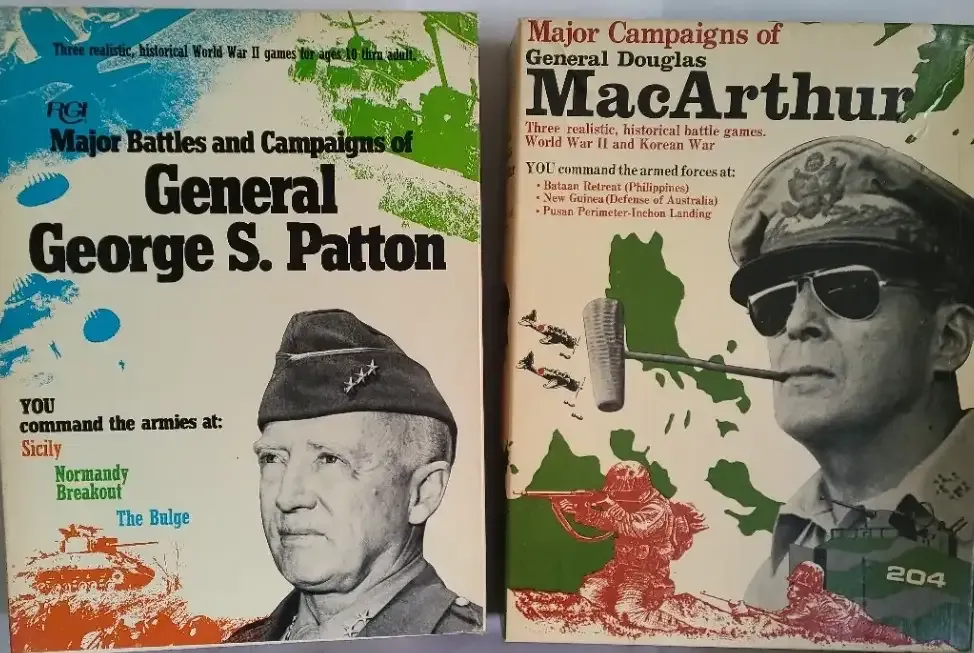 Three realistic, historical World War II games for ages 10 thru adult.
RGI
Major Battles and Campaigns of
General
George S. Patton
YOU
command the armies at:
Sicily
Normandy
Breakout
The Bulge
Major Campaigns of
General Douglas
MacArthur
Three realistic, historical battle games.
World War II and Korean War
YOU command the armed forces at:
• Bataan Retreat (Philippines)
• New Guinea (Defense of Australia)
• Pusan Perimeter-Inchon Landing
204